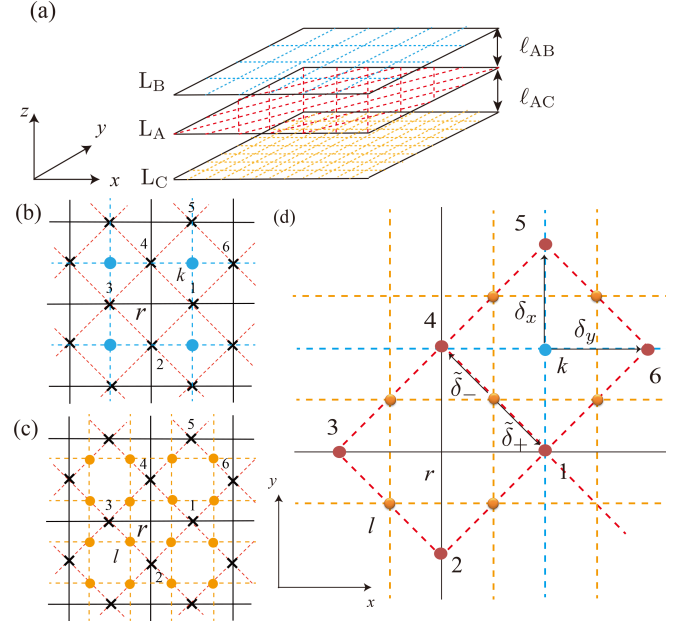 (a)
ℓ_AB
L_B
ℓ_AC
L_A
L_C
z
y
x
(b)
5
4
6
k
3
1
r
2
(c)
5
4
6
3
1
r
l
2
(d)
5
δ_x
δ_y
4
k
6
δ̃_−
3
δ̃_+
1
r
l
2
y
x